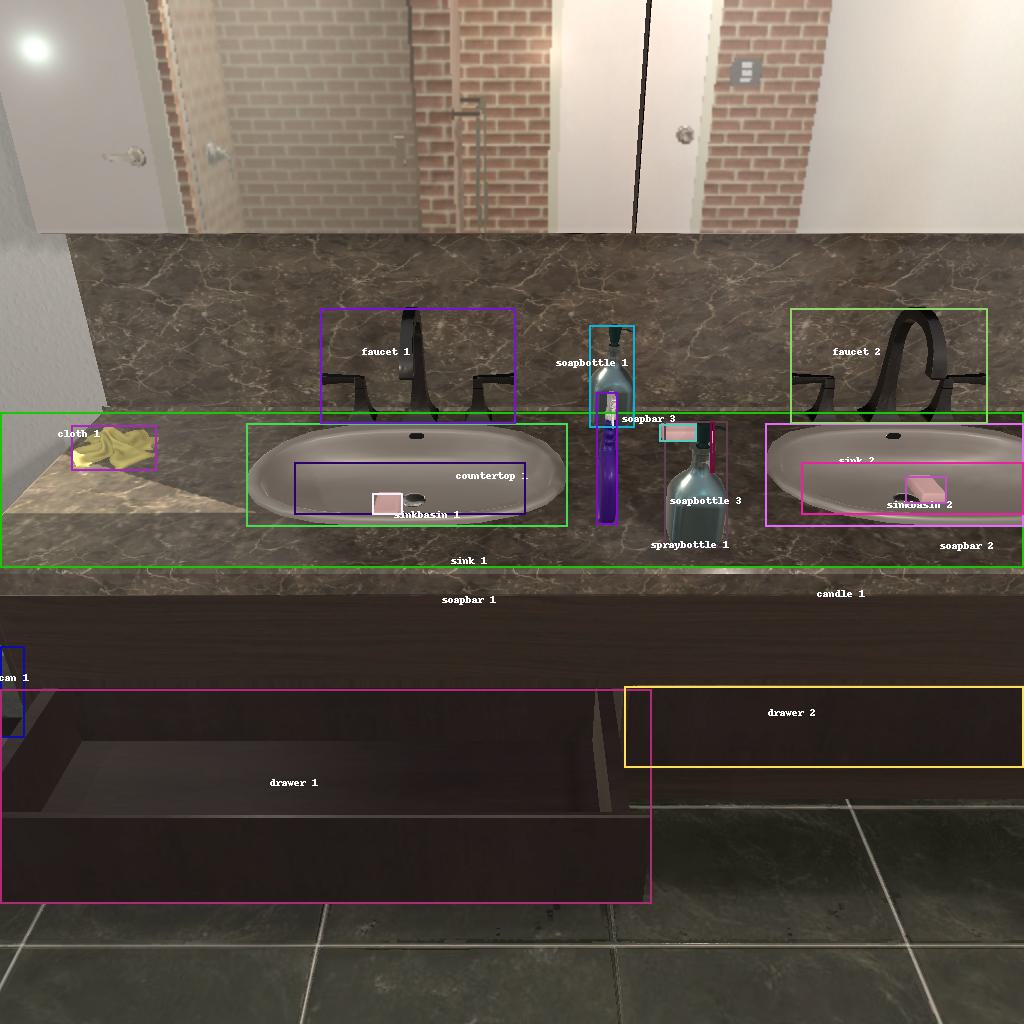 faucet 1
faucet 2
soapbottle 1
soapbar 3
cloth 1
sink 2
countertop 1
soapbottle 3
sinkbasin 2
sinkbasin 1
spraybottle 1
soapbar 2
sink 1
candle 1
soapbar 1
can 1
drawer 2
drawer 1